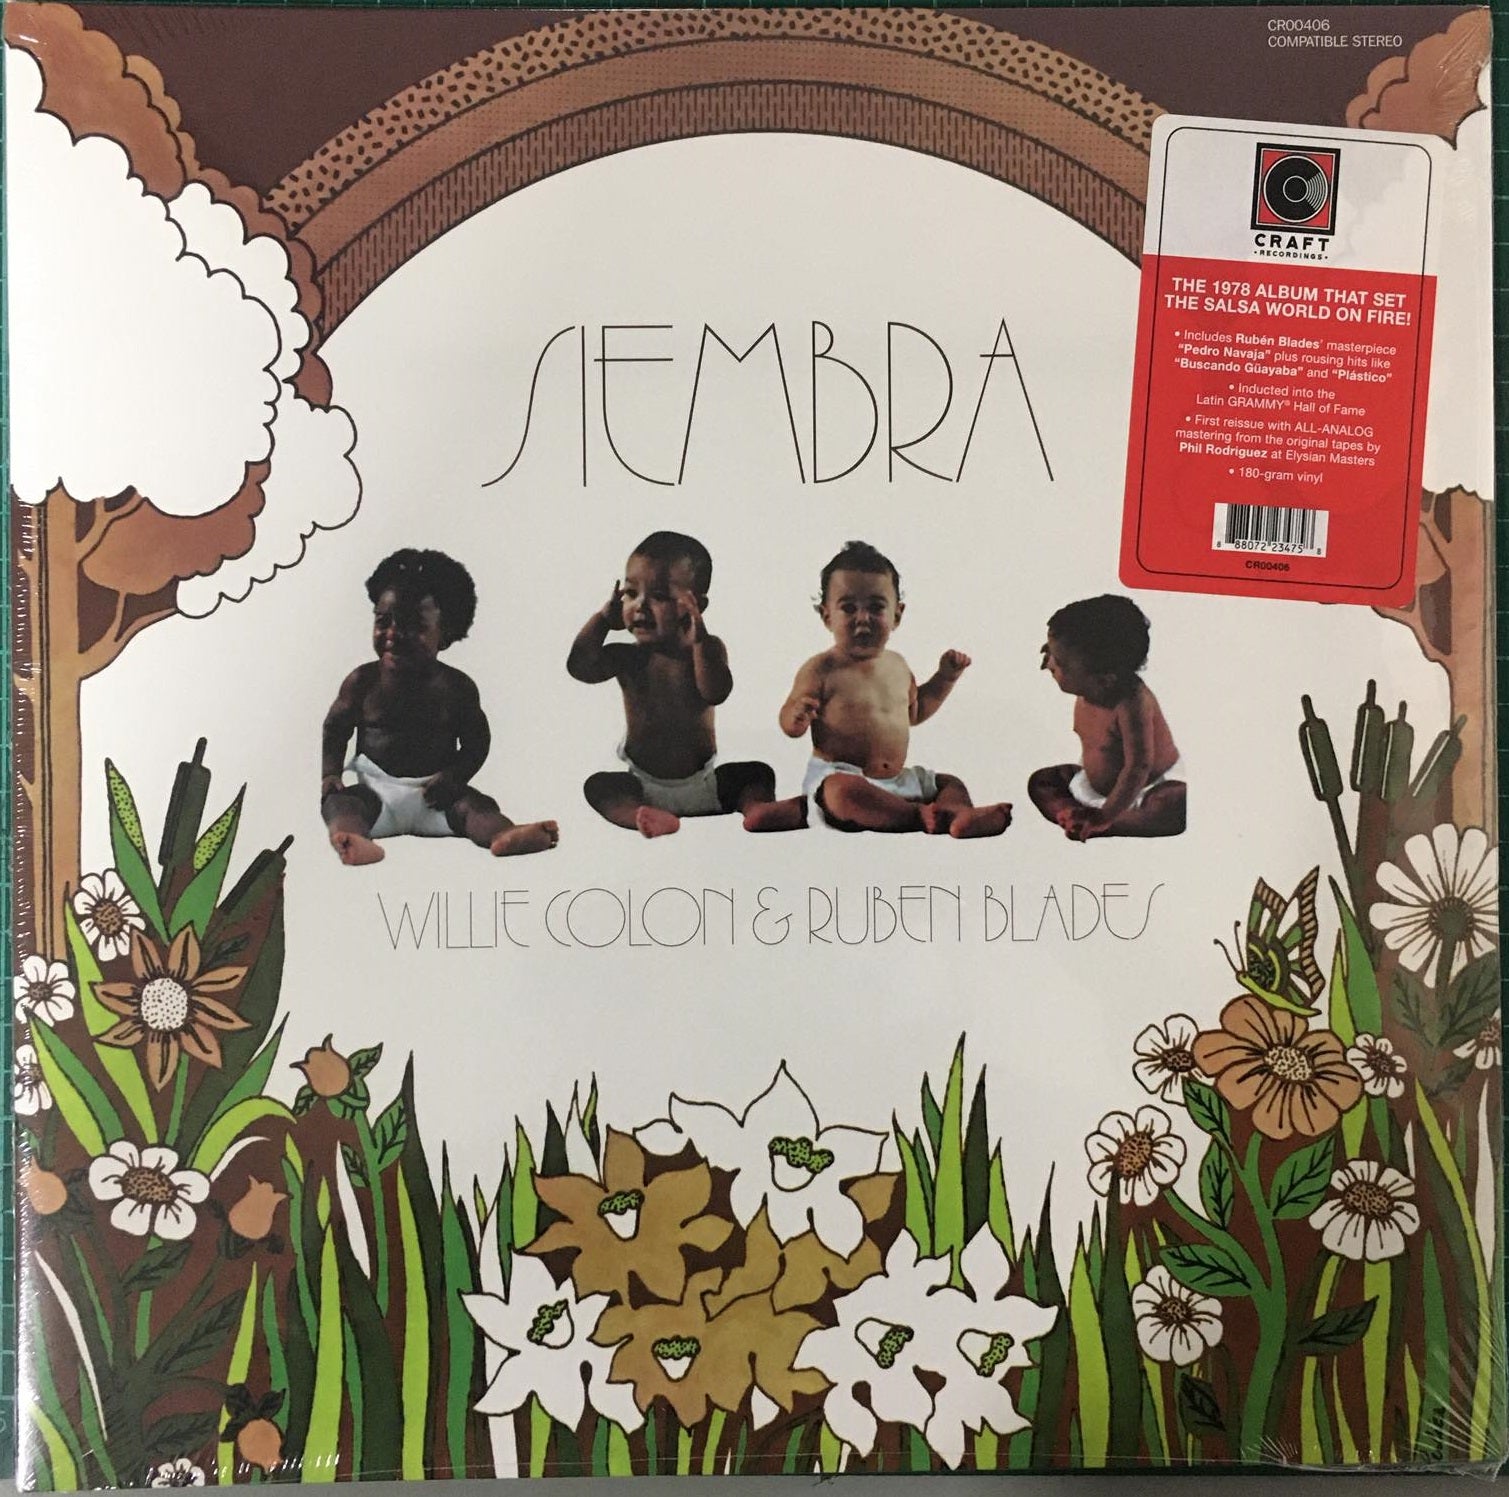 CR00406
COMPATIBLE STEREO
CRAFT
• RECORDINGS •
THE 1978 ALBUM THAT SET
THE SALSA WORLD ON FIRE!
• Includes Rubén Blades' masterpiece
"Pedro Navaja" plus rousing hits like
"Buscando Güayaba" and "Plástico"
• Inducted into the
Latin GRAMMY® Hall of Fame
• First reissue with ALL-ANALOG
mastering from the original tapes by
Phil Rodriguez at Elysian Masters
• 180-gram vinyl
8 88072 23475 8
CR00406
SIEMBRA
WILLIE COLON & RUBEN BLADES